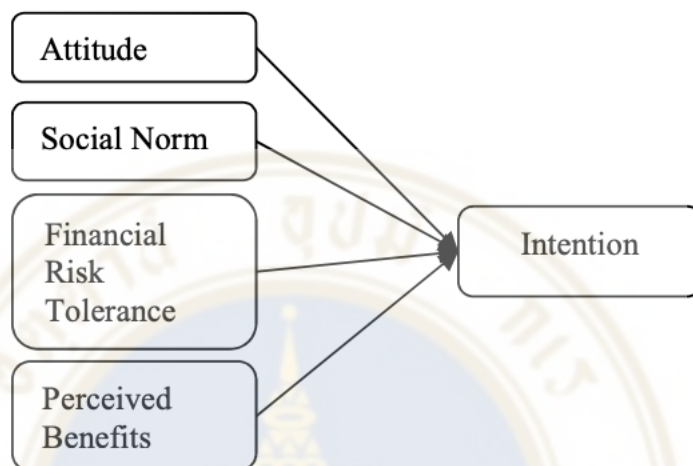 Attitude
Social Norm
Financial
Risk
Tolerance
Perceived
Benefits
Intention